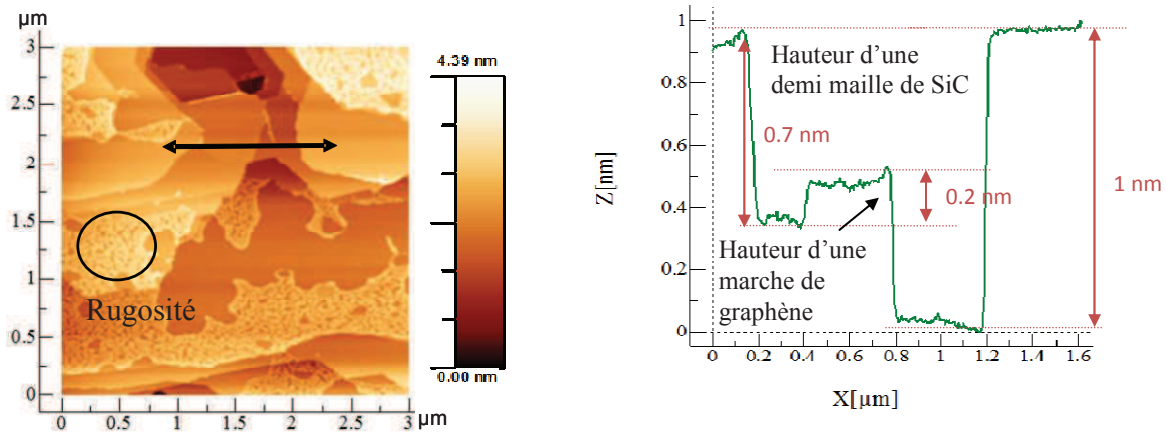 µm
3
2.5
2
1.5
1
0.5
0
Rugosité
0 0.5 1 1.5 2 2.5 3
µm
4.39 nm
0.00 nm
1
0.8
0.6
0.4
0.2
0
Z[nm]
Hauteur d’une
demi maille de SiC
0.7 nm
0.2 nm
1 nm
Hauteur d’une
marche de
graphène
0 0.2 0.4 0.6 0.8 1 1.2 1.4 1.6
X[µm]